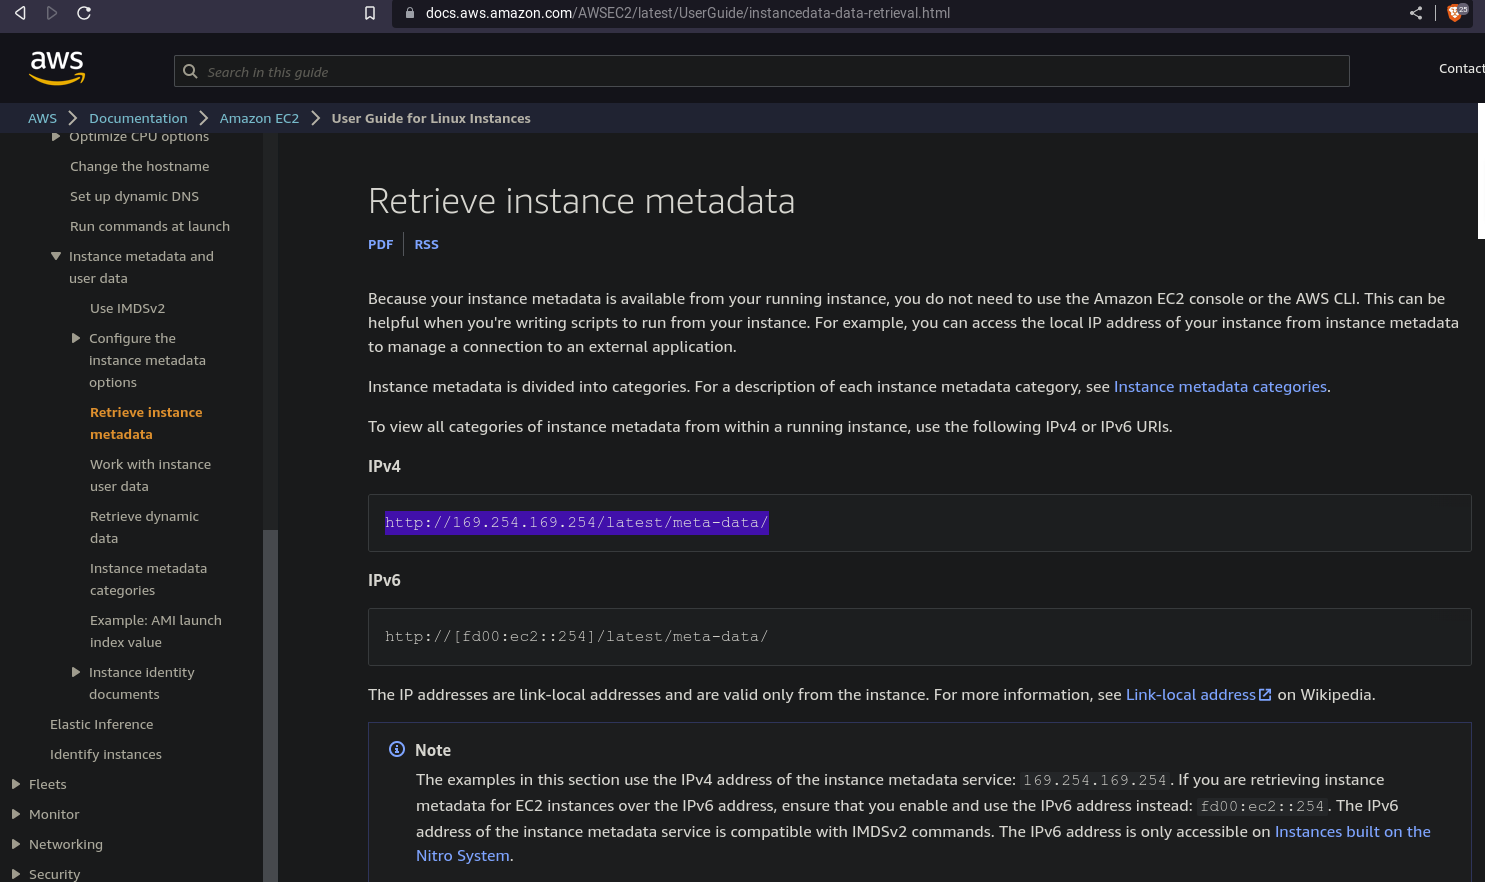 docs.aws.amazon.com/AWSEC2/latest/UserGuide/instancedata-data-retrieval.html
25
aws
Search in this guide
Contact
AWS
Documentation
Amazon EC2
User Guide for Linux Instances
Optimize CPU options
Change the hostname
Set up dynamic DNS
Run commands at launch
Instance metadata and
user data
Use IMDSv2
Configure the
instance metadata
options
Retrieve instance
metadata
Work with instance
user data
Retrieve dynamic
data
Instance metadata
categories
Example: AMI launch
index value
Instance identity
documents
Elastic Inference
Identify instances
Fleets
Monitor
Networking
Security
Retrieve instance metadata
PDF
RSS
Because your instance metadata is available from your running instance, you do not need to use the Amazon EC2 console or the AWS CLI. This can be
helpful when you're writing scripts to run from your instance. For example, you can access the local IP address of your instance from instance metadata
to manage a connection to an external application.
Instance metadata is divided into categories. For a description of each instance metadata category, see Instance metadata categories.
To view all categories of instance metadata from within a running instance, use the following IPv4 or IPv6 URIs.
IPv4
http://169.254.169.254/latest/meta-data/
IPv6
http://[fd00:ec2::254]/latest/meta-data/
The IP addresses are link-local addresses and are valid only from the instance. For more information, see Link-local address on Wikipedia.
Note
The examples in this section use the IPv4 address of the instance metadata service: 169.254.169.254. If you are retrieving instance
metadata for EC2 instances over the IPv6 address, ensure that you enable and use the IPv6 address instead: fd00:ec2::254. The IPv6
address of the instance metadata service is compatible with IMDSv2 commands. The IPv6 address is only accessible on Instances built on the
Nitro System.